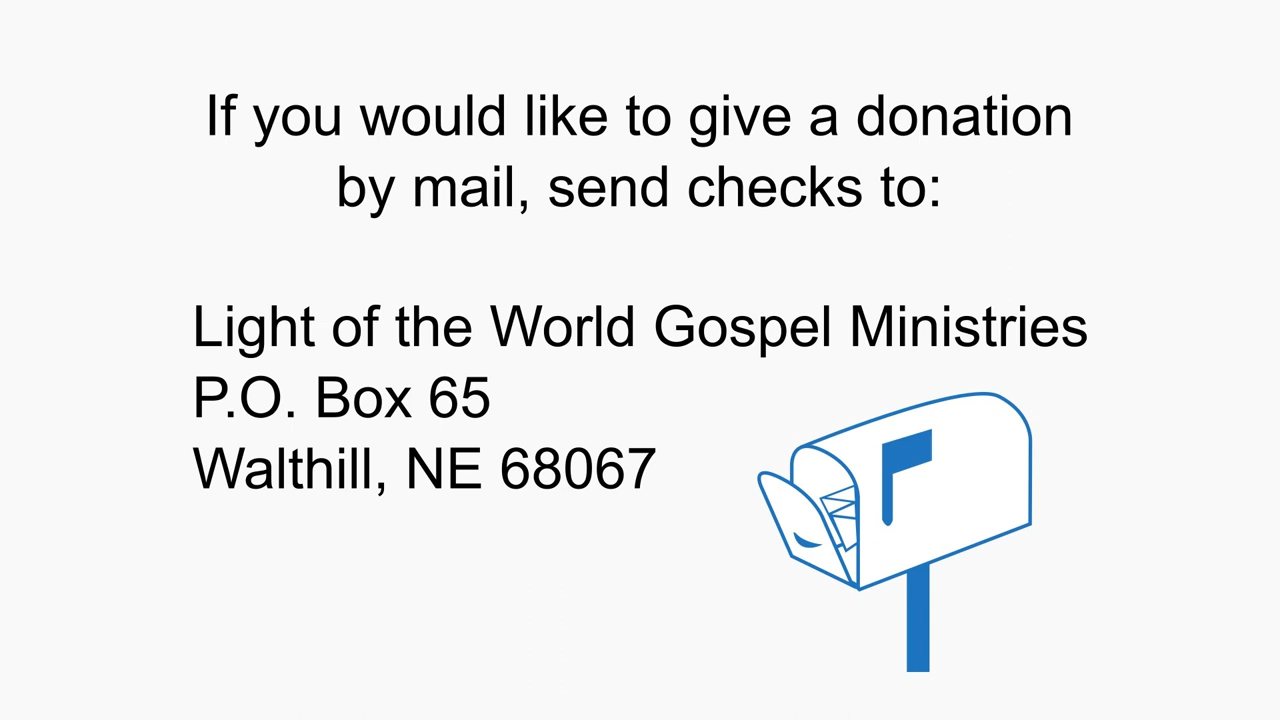 If you would like to give a donation
by mail, send checks to:
Light of the World Gospel Ministries
P.O. Box 65
Walthill, NE 68067